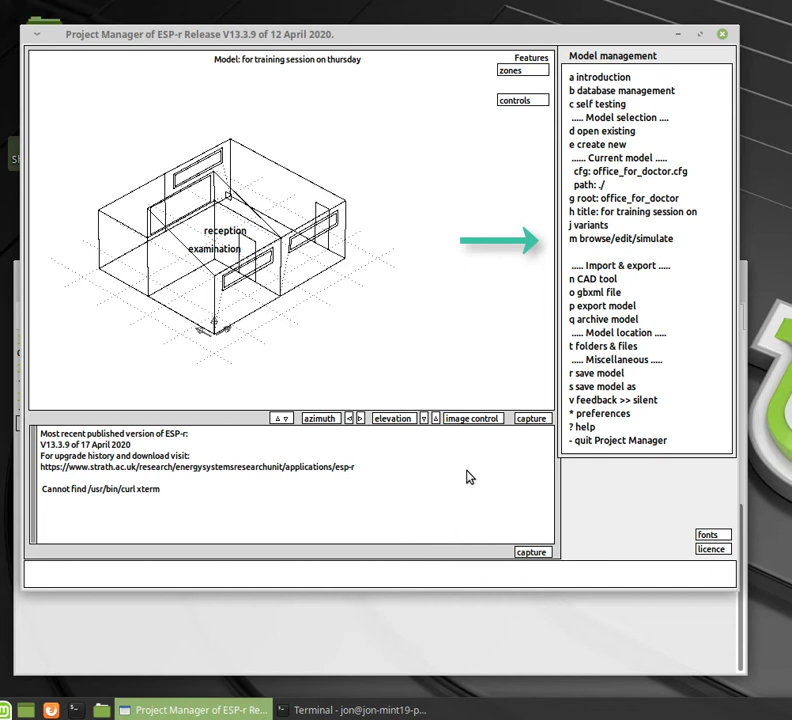 Project Manager of ESP-r Release V13.3.9 of 12 April 2020.
Model: for training session on thursday
Features
zones
controls
reception
examination
azimuth
elevation
image control
capture
Most recent published version of ESP-r:
V13.3.9 of 17 April 2020
For upgrade history and download visit:
https://www.strath.ac.uk/research/energysystemsresearchunit/applications/esp-r
Cannot find /usr/bin/curl xterm
capture
Model management
a introduction
b database management
c self testing
..... Model selection ....
d open existing
e create new
...... Current model .....
cfg: office_for_doctor.cfg
path: ./
g root: office_for_doctor
h title: for training session on
j variants
m browse/edit/simulate
..... Import & export .....
n CAD tool
o gbxml file
p export model
q archive model
..... Model location .....
t folders & files
..... Miscellaneous .....
r save model
s save model as
v feedback >> silent
* preferences
? help
- quit Project Manager
fonts
licence
Project Manager of ESP-r Re...
Terminal - jon@jon-mint19-p...